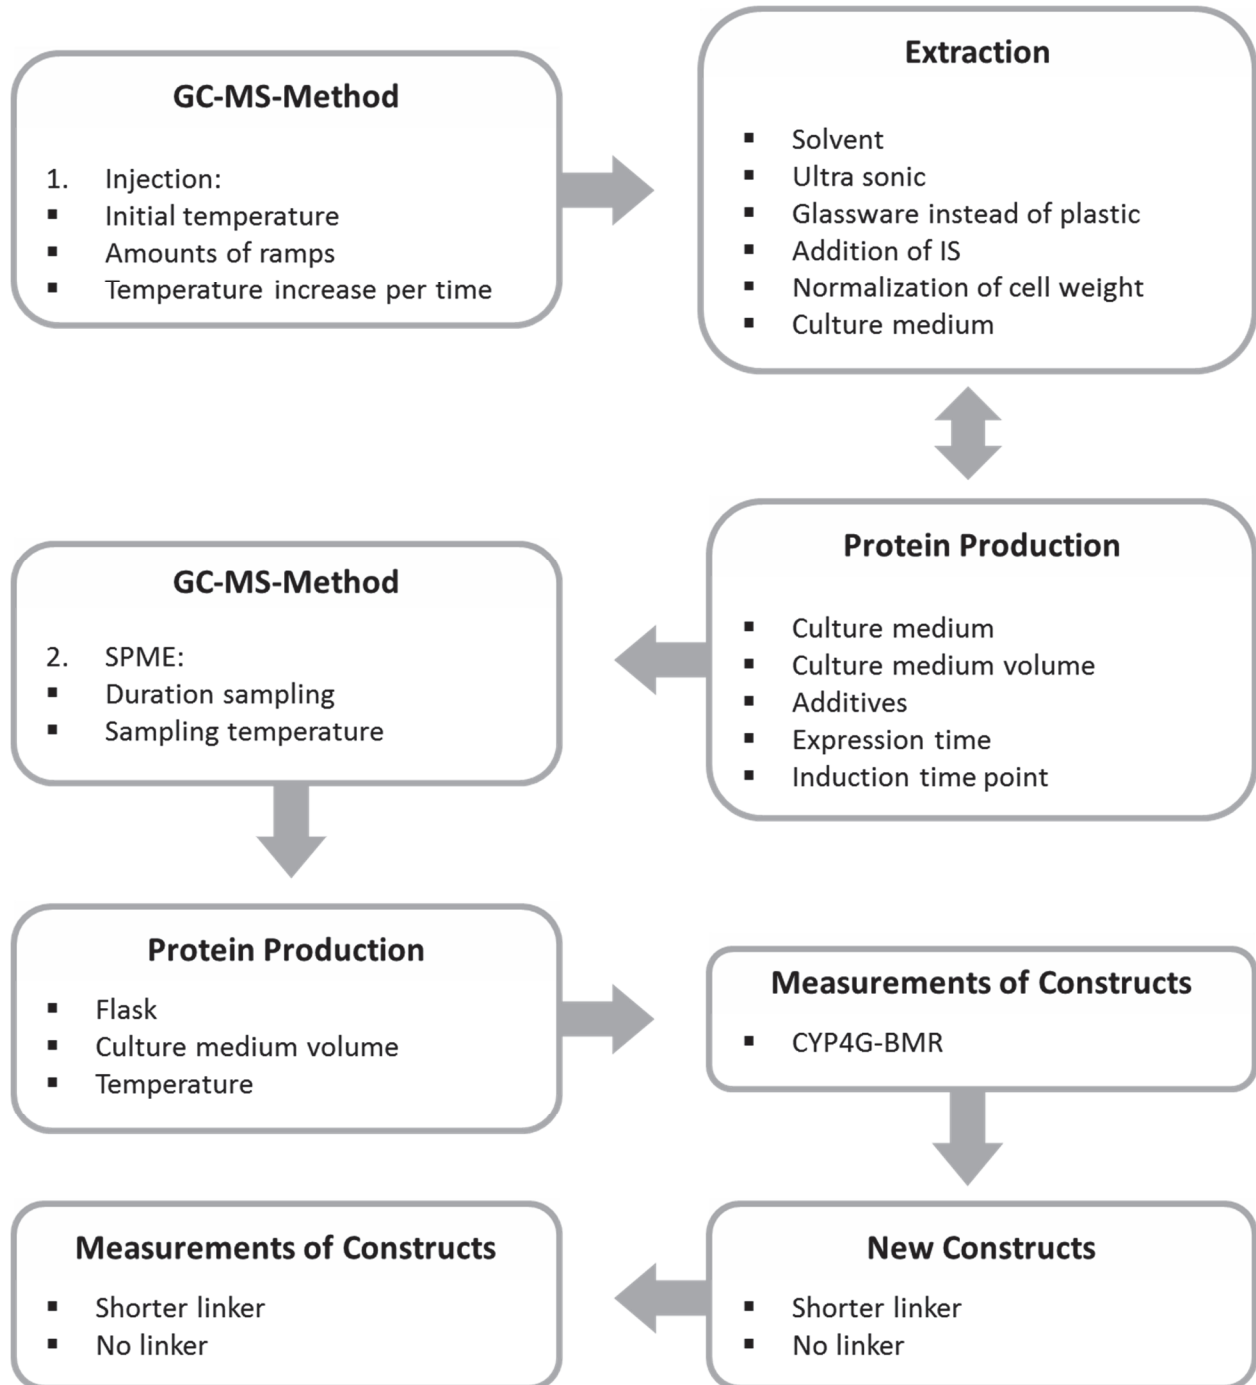 GC-MS-Method
1. Injection:
▪ Initial temperature
▪ Amounts of ramps
▪ Temperature increase per time
Extraction
▪ Solvent
▪ Ultra sonic
▪ Glassware instead of plastic
▪ Addition of IS
▪ Normalization of cell weight
▪ Culture medium
Protein Production
▪ Culture medium
▪ Culture medium volume
▪ Additives
▪ Expression time
▪ Induction time point
GC-MS-Method
2. SPME:
▪ Duration sampling
▪ Sampling temperature
Protein Production
▪ Flask
▪ Culture medium volume
▪ Temperature
Measurements of Constructs
▪ CYP4G-BMR
New Constructs
▪ Shorter linker
▪ No linker
Measurements of Constructs
▪ Shorter linker
▪ No linker